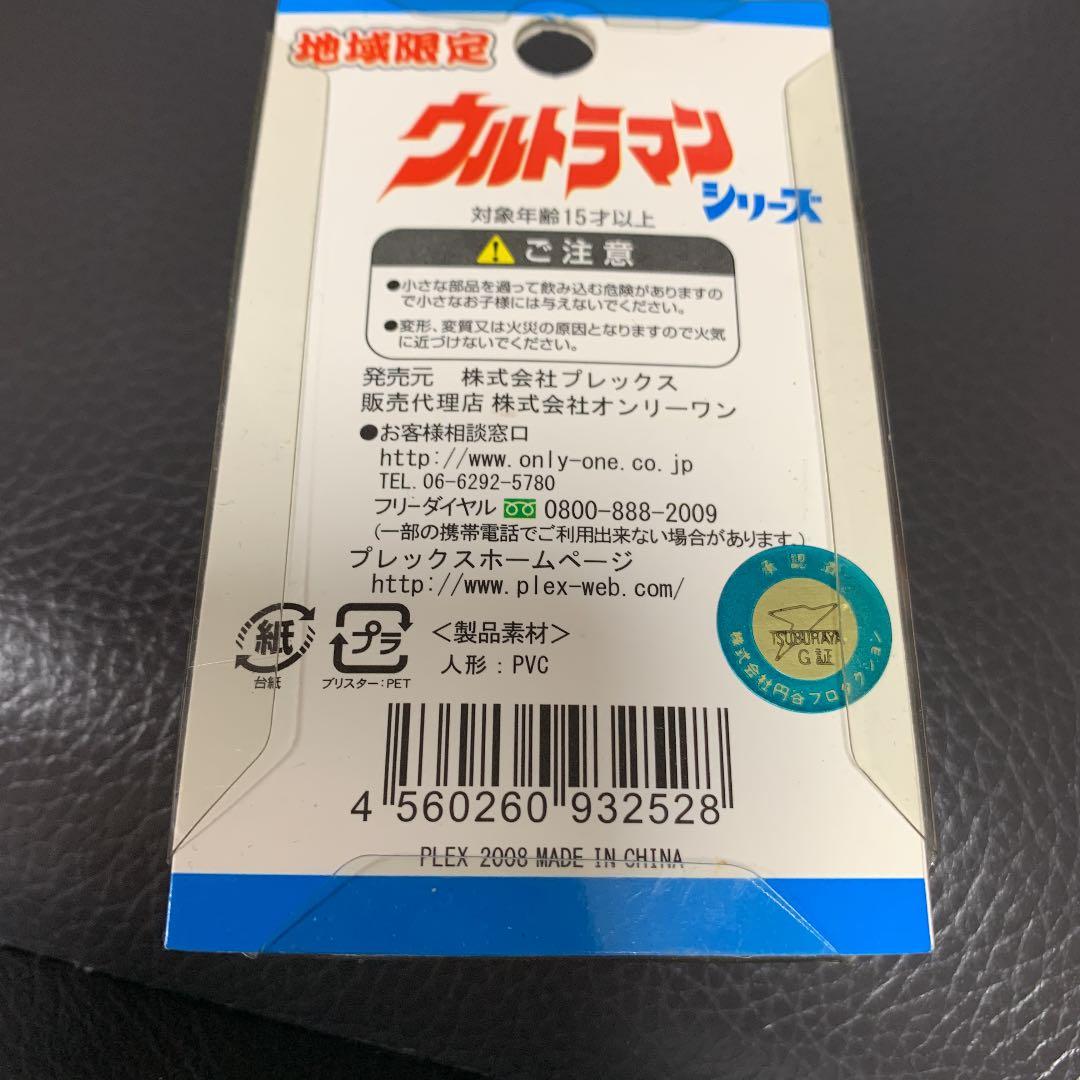 地域限定
ウルトラマン
シリーズ
対象年齢15才以上
ご注意
●小さな部品を過って飲み込む危険がありますの
で小さなお子様には与えないでください。
●変形、変質又は火災の原因となりますので火気
に近づけないでください。
発売元 株式会社プレックス
販売代理店 株式会社オンリーワン
●お客様相談窓口
http://www.only-one.co.jp
TEL.06-6292-5780
フリーダイヤル 0800-888-2009
(一部の携帯電話でご利用出来ない場合があります。)
プレックスホームページ
http://www.plex-web.com/
承認
TSUBURAYA
G証
株式会社円谷プロダクション
紙
台紙
プラ
ブリスター:PET
<製品素材>
人形:PVC
4 560260 932528
PLEX 2008 MADE IN CHINA